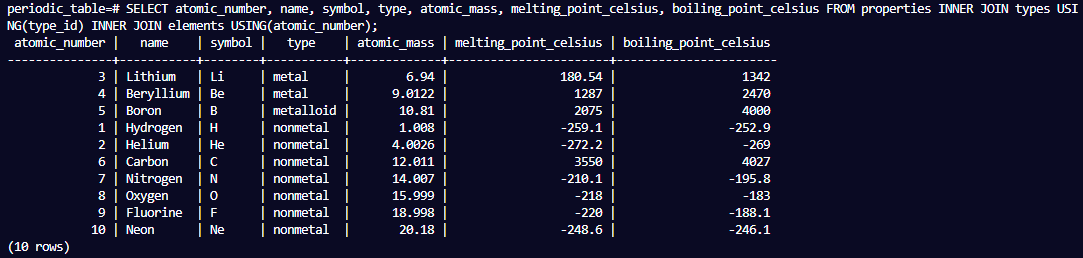 periodic_table=# SELECT atomic_number, name, symbol, type, atomic_mass, melting_point_celsius, boiling_point_celsius FROM properties INNER JOIN types USI
NG(type_id) INNER JOIN elements USING(atomic_number);
 atomic_number |   name    | symbol |   type    | atomic_mass | melting_point_celsius | boiling_point_celsius
---------------+-----------+--------+-----------+-------------+-----------------------+-----------------------
             3 | Lithium   | Li     | metal     |        6.94 |                180.54 |                  1342
             4 | Beryllium | Be     | metal     |      9.0122 |                  1287 |                  2470
             5 | Boron     | B      | metalloid |       10.81 |                  2075 |                  4000
             1 | Hydrogen  | H      | nonmetal  |       1.008 |                -259.1 |                -252.9
             2 | Helium    | He     | nonmetal  |      4.0026 |                -272.2 |                  -269
             6 | Carbon    | C      | nonmetal  |      12.011 |                  3550 |                  4027
             7 | Nitrogen  | N      | nonmetal  |      14.007 |                -210.1 |                -195.8
             8 | Oxygen    | O      | nonmetal  |      15.999 |                  -218 |                  -183
             9 | Fluorine  | F      | nonmetal  |      18.998 |                  -220 |                -188.1
            10 | Neon      | Ne     | nonmetal  |       20.18 |                -248.6 |                -246.1
(10 rows)